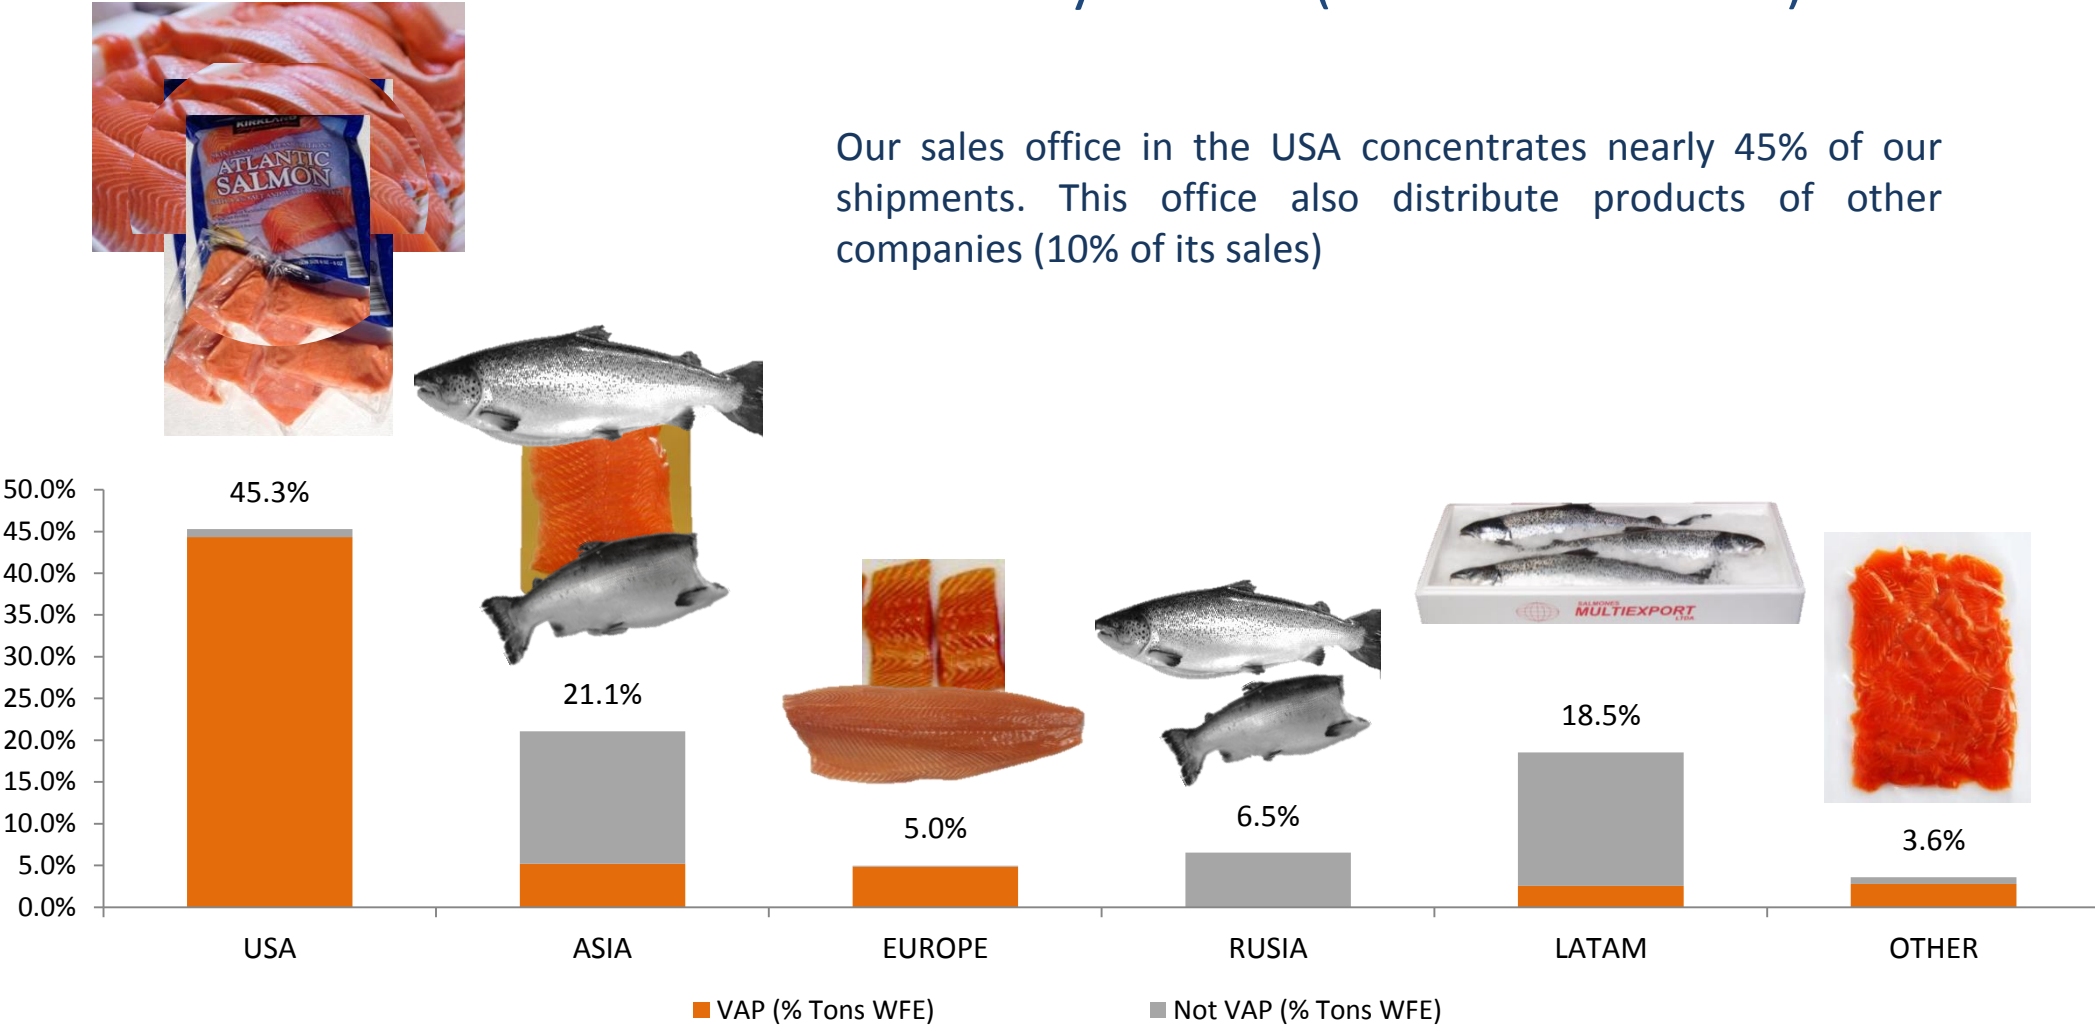 Our sales office in the USA concentrates nearly 45% of our
shipments. This office also distribute products of other
companies (10% of its sales)
KIRKLAND
ATLANTIC
SALMON
50.0%
45.0%
40.0%
35.0%
30.0%
25.0%
20.0%
15.0%
10.0%
5.0%
0.0%
45.3%
21.1%
5.0%
6.5%
18.5%
3.6%
SALMONES
MULTIEXPORT
LTDA
USA ASIA EUROPE RUSIA LATAM OTHER
VAP (% Tons WFE) Not VAP (% Tons WFE)